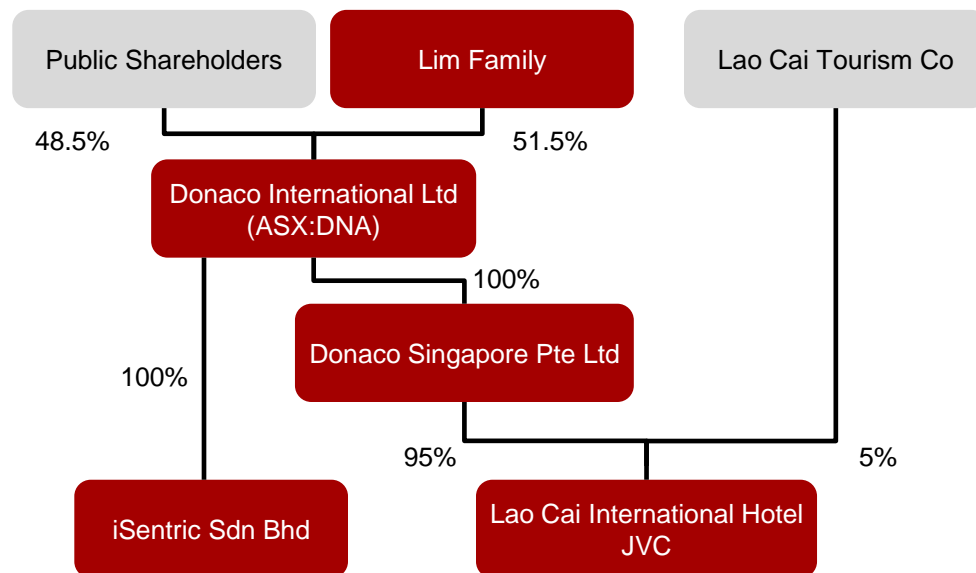 Public Shareholders
Lim Family
Lao Cai Tourism Co
48.5%
51.5%
Donaco International Ltd
(ASX:DNA)
100%
Donaco Singapore Pte Ltd
100%
95%
5%
iSentric Sdn Bhd
Lao Cai International Hotel
JVC